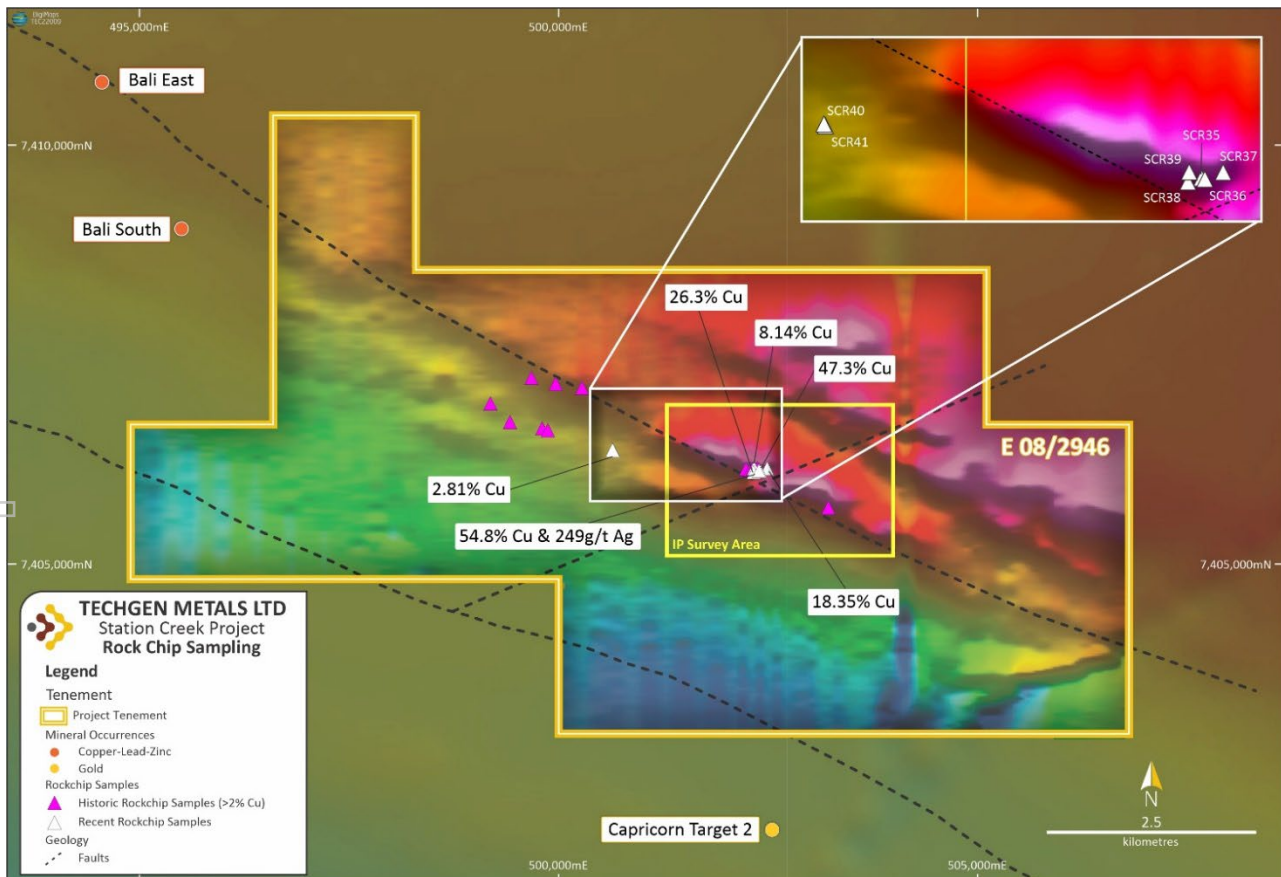 DigiMaps
TEC22009
495,000mE
500,000mE
Bali East
7,410,000mN
Bali South
SCR40
SCR41
SCR35
SCR39
SCR37
SCR38
SCR36
26.3% Cu
8.14% Cu
47.3% Cu
E 08/2946
2.81% Cu
54.8% Cu & 249g/t Ag
IP Survey Area
18.35% Cu
7,405,000mN
7,405,000mN
TECHGEN METALS LTD
Station Creek Project
Rock Chip Sampling
Legend
Tenement
Project Tenement
Mineral Occurrences
Copper-Lead-Zinc
Gold
Rockchip Samples
Historic Rockchip Samples (>2% Cu)
Recent Rockchip Samples
Geology
Faults
Capricorn Target 2
N
2.5
kilometres
500,000mE
505,000mE